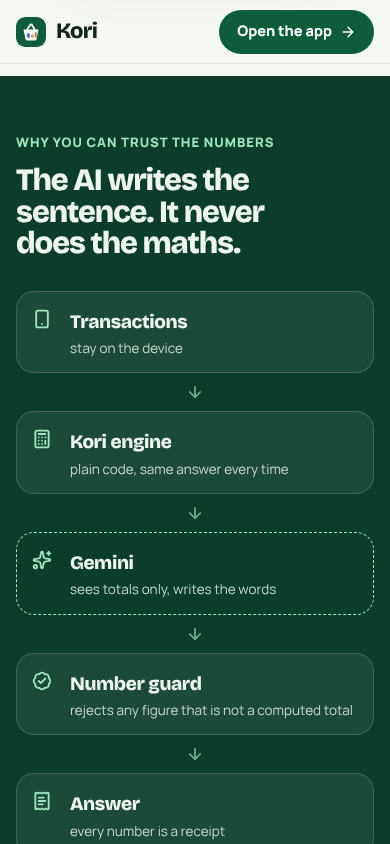 Kori
Open the app
WHY YOU CAN TRUST THE NUMBERS
The AI writes the
sentence. It never
does the maths.
Transactions
stay on the device
Kori engine
plain code, same answer every time
Gemini
sees totals only, writes the words
Number guard
rejects any figure that is not a computed total
Answer
every number is a receipt